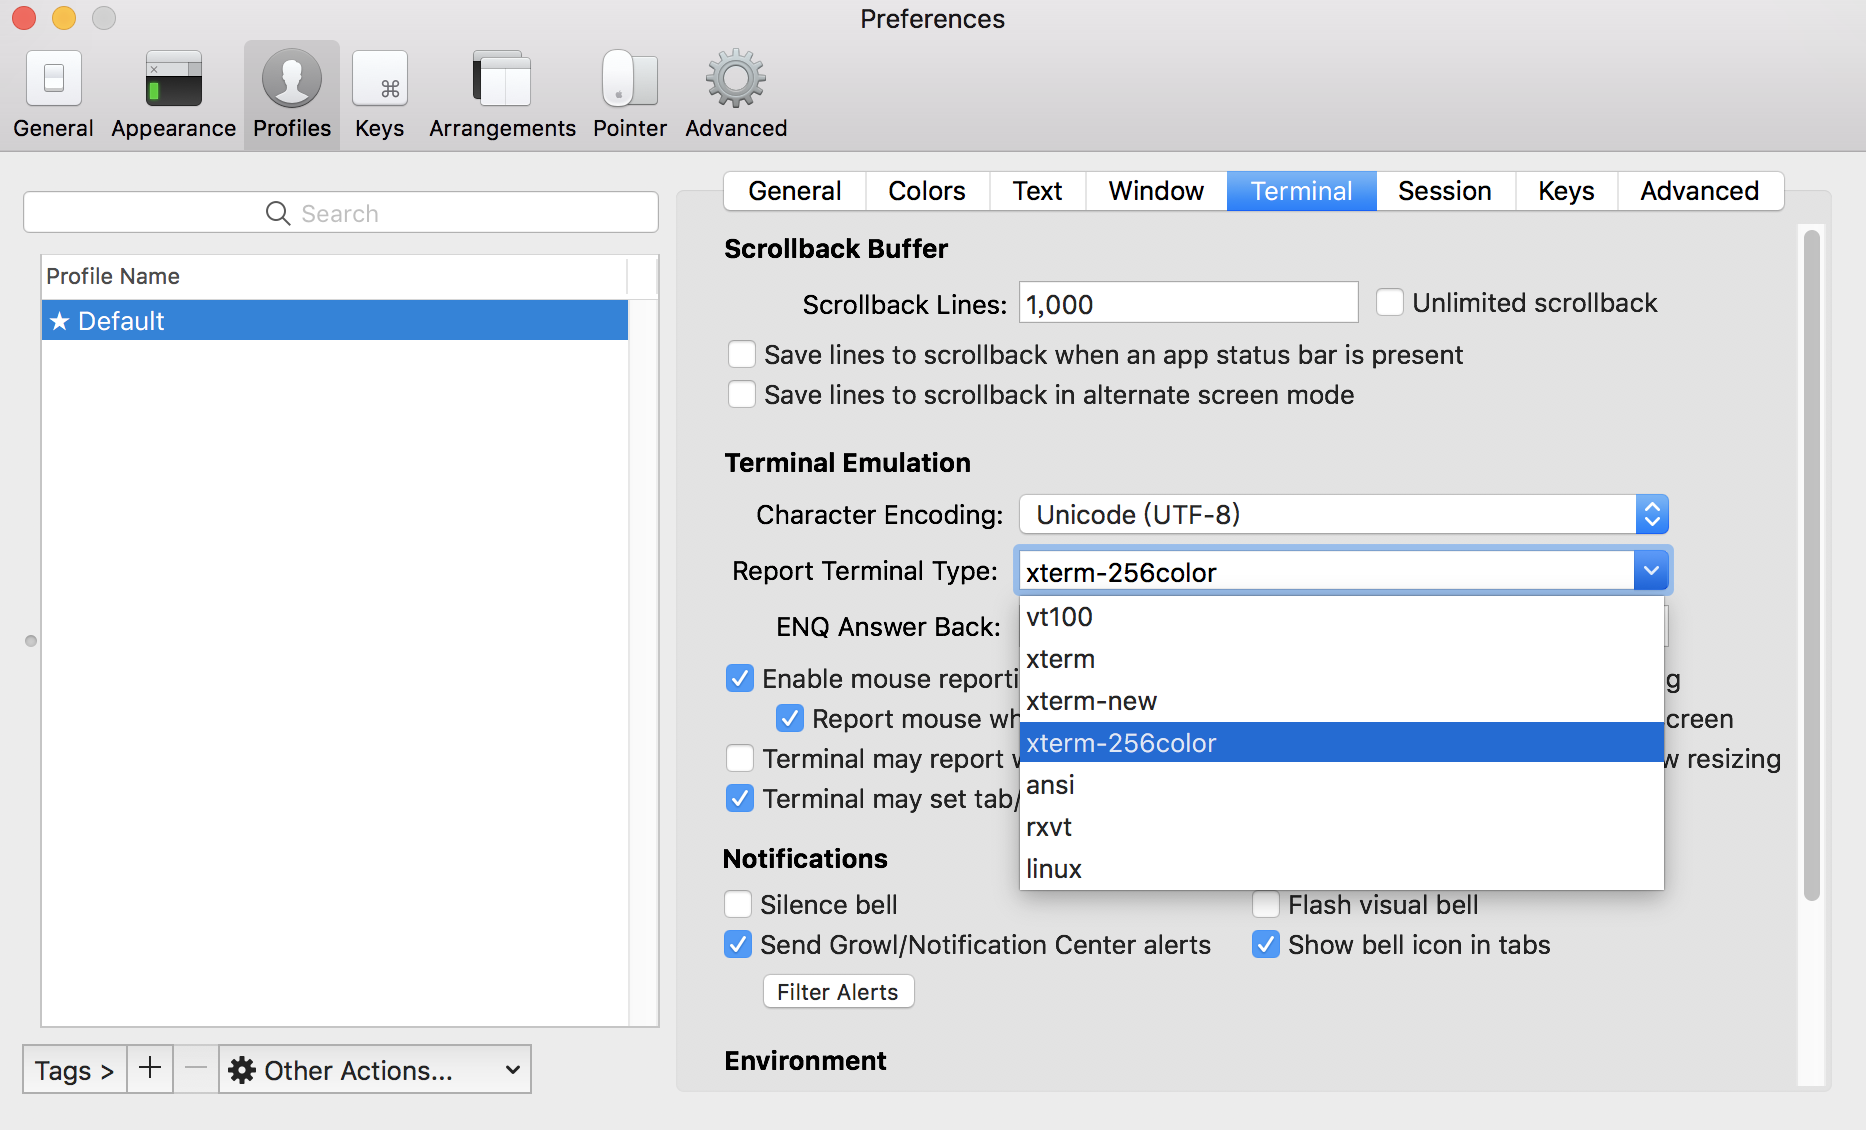 Preferences
General Appearance Profiles Keys Arrangements Pointer Advanced
Search
Profile Name
★ Default
Tags > + — Other Actions...
General Colors Text Window Terminal Session Keys Advanced
Scrollback Buffer
Scrollback Lines: 1,000 Unlimited scrollback
Save lines to scrollback when an app status bar is present
Save lines to scrollback in alternate screen mode
Terminal Emulation
Character Encoding: Unicode (UTF-8)
Report Terminal Type: xterm-256color
vt100
xterm
xterm-new
xterm-256color
ansi
rxvt
linux
ENQ Answer Back:
Enable mouse reporti g
Report mouse wh creen
Terminal may report w w resizing
Terminal may set tab/
Notifications
Silence bell Flash visual bell
Send Growl/Notification Center alerts Show bell icon in tabs
Filter Alerts
Environment